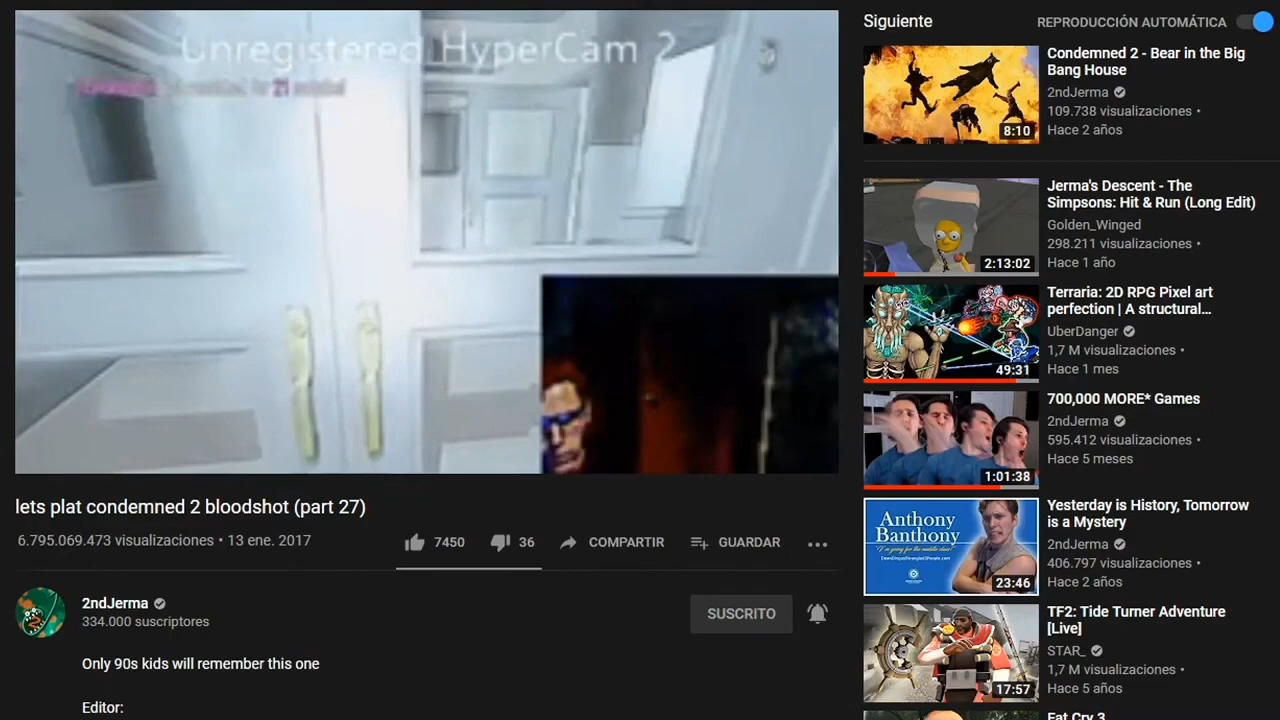 Unregistered HyperCam 2
lets plat condemned 2 bloodshot (part 27)
6.795.069.473 visualizaciones • 13 ene. 2017
7450
36
COMPARTIR
GUARDAR
2ndJerma
334.000 suscriptores
SUSCRITO
Only 90s kids will remember this one
Editor:
Siguiente
REPRODUCCIÓN AUTOMÁTICA
8:10
Condemned 2 - Bear in the Big
Bang House
2ndJerma
109.738 visualizaciones •
Hace 2 años
2:13:02
Jerma's Descent - The
Simpsons: Hit & Run (Long Edit)
Golden_Winged
298.211 visualizaciones •
Hace 1 año
49:31
Terraria: 2D RPG Pixel art
perfection | A structural...
UberDanger
1,7 M visualizaciones •
Hace 1 mes
1:01:38
700,000 MORE* Games
2ndJerma
595.412 visualizaciones •
Hace 5 meses
Anthony
Banthony
23:46
Yesterday is History, Tomorrow
is a Mystery
2ndJerma
406.797 visualizaciones •
Hace 2 años
17:57
TF2: Tide Turner Adventure
[Live]
STAR_
1,7 M visualizaciones •
Hace 5 años
Far Cry 3